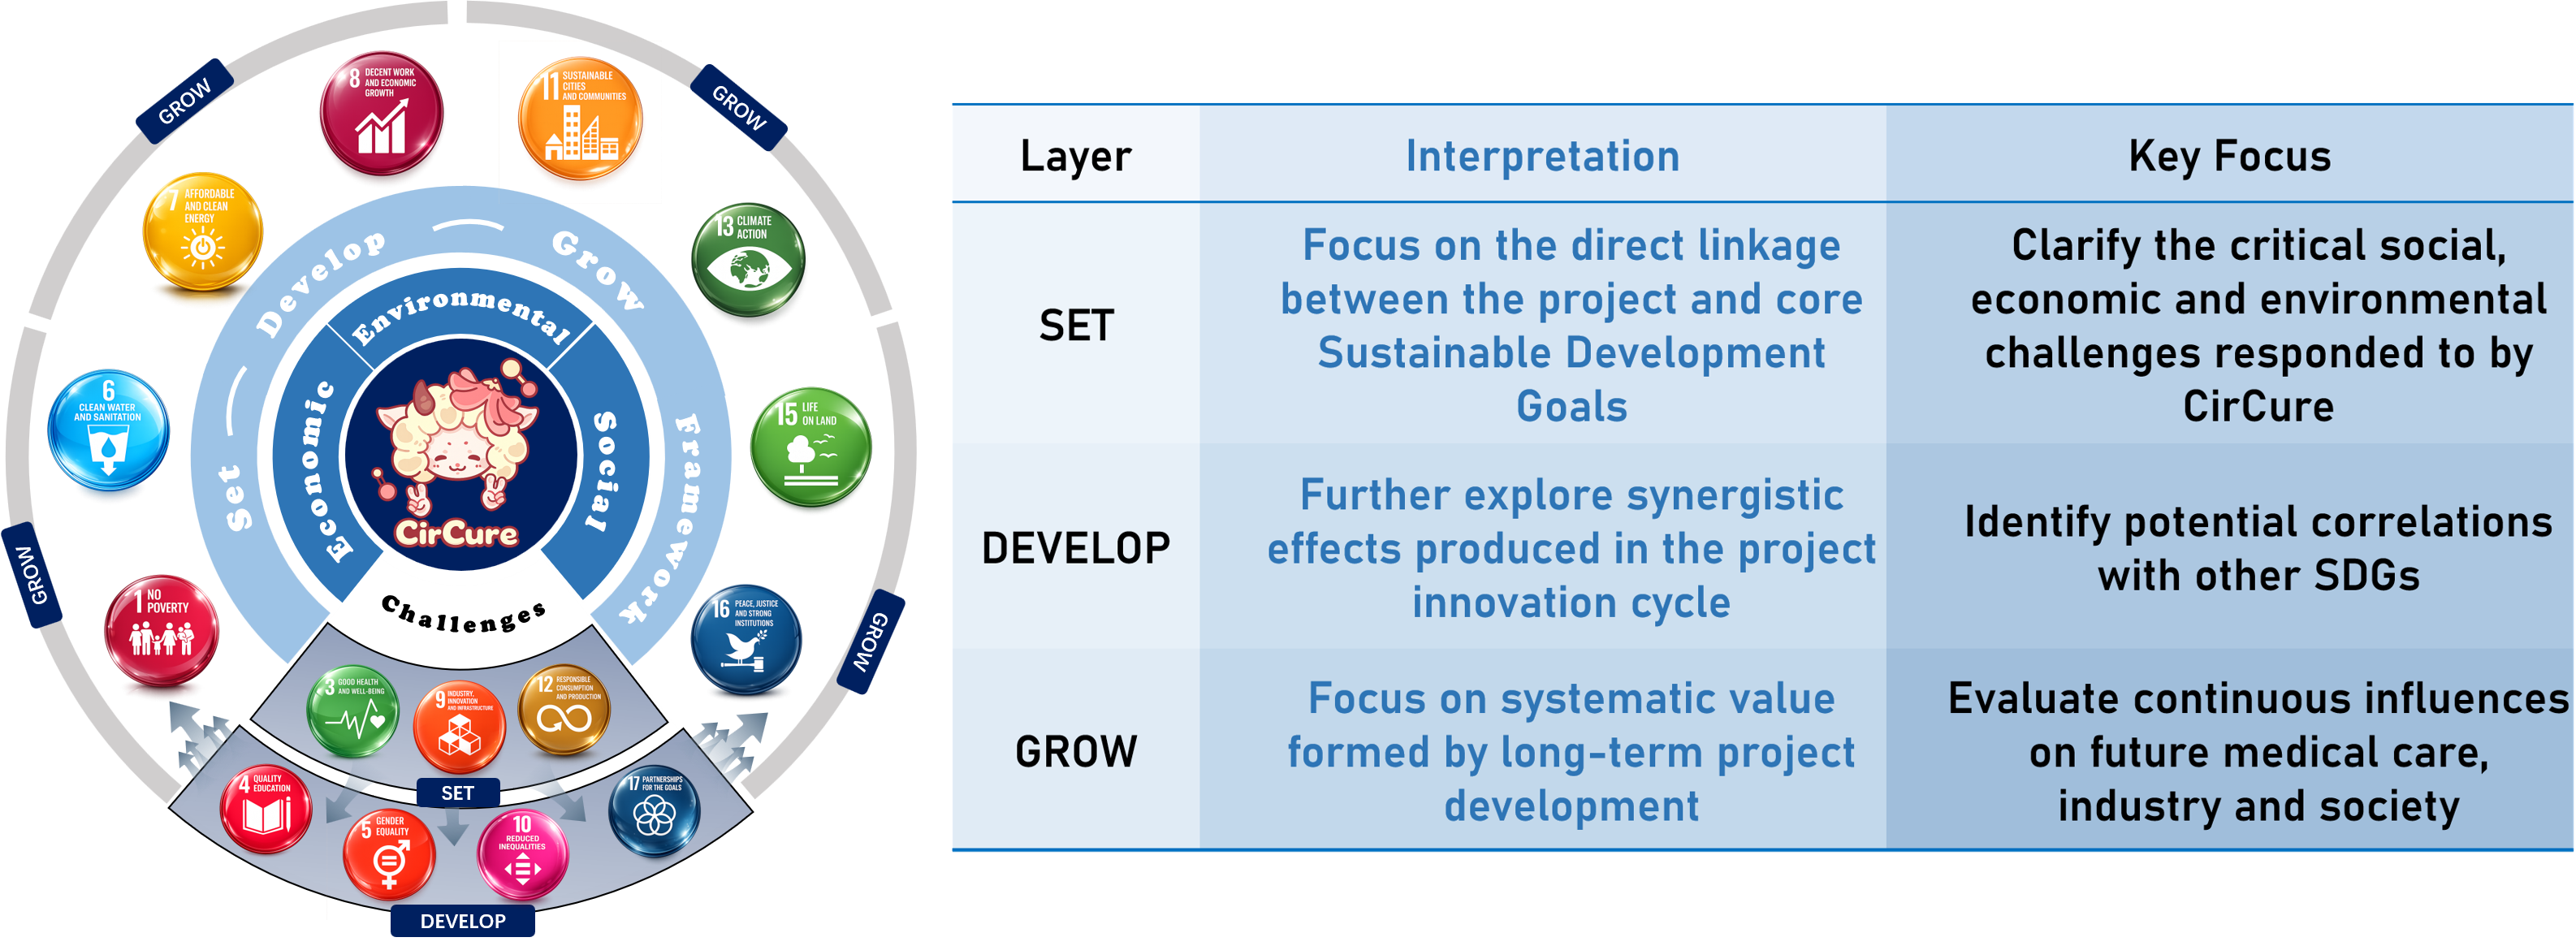 GROW
GROW
GROW
GROW
8 DECENT WORK
AND ECONOMIC
GROWTH
11 SUSTAINABLE
CITIES
AND COMMUNITIES
7 AFFORDABLE
AND CLEAN
ENERGY
13 CLIMATE
ACTION
6
CLEAN WATER
AND SANITATION
15 LIFE
ON LAND
1 NO
POVERTY
16 PEACE, JUSTICE
AND STRONG
INSTITUTIONS
Set — Develop — Grow Framework
Economic
Environmental
Social
CirCure
Challenges
3 GOOD HEALTH
AND WELL-BEING
9 INDUSTRY,
INNOVATION
AND INFRASTRUCTURE
12 RESPONSIBLE
CONSUMPTION
AND PRODUCTION
SET
4 QUALITY
EDUCATION
5 GENDER
EQUALITY
10
REDUCED
INEQUALITIES
17 PARTNERSHIPS
FOR THE GOALS
DEVELOP
Layer
Interpretation
Key Focus
SET
Focus on the direct linkage
between the project and core
Sustainable Development
Goals
Clarify the critical social,
economic and environmental
challenges responded to by
CirCure
DEVELOP
Further explore synergistic
effects produced in the project
innovation cycle
Identify potential correlations
with other SDGs
GROW
Focus on systematic value
formed by long-term project
development
Evaluate continuous influences
on future medical care,
industry and society